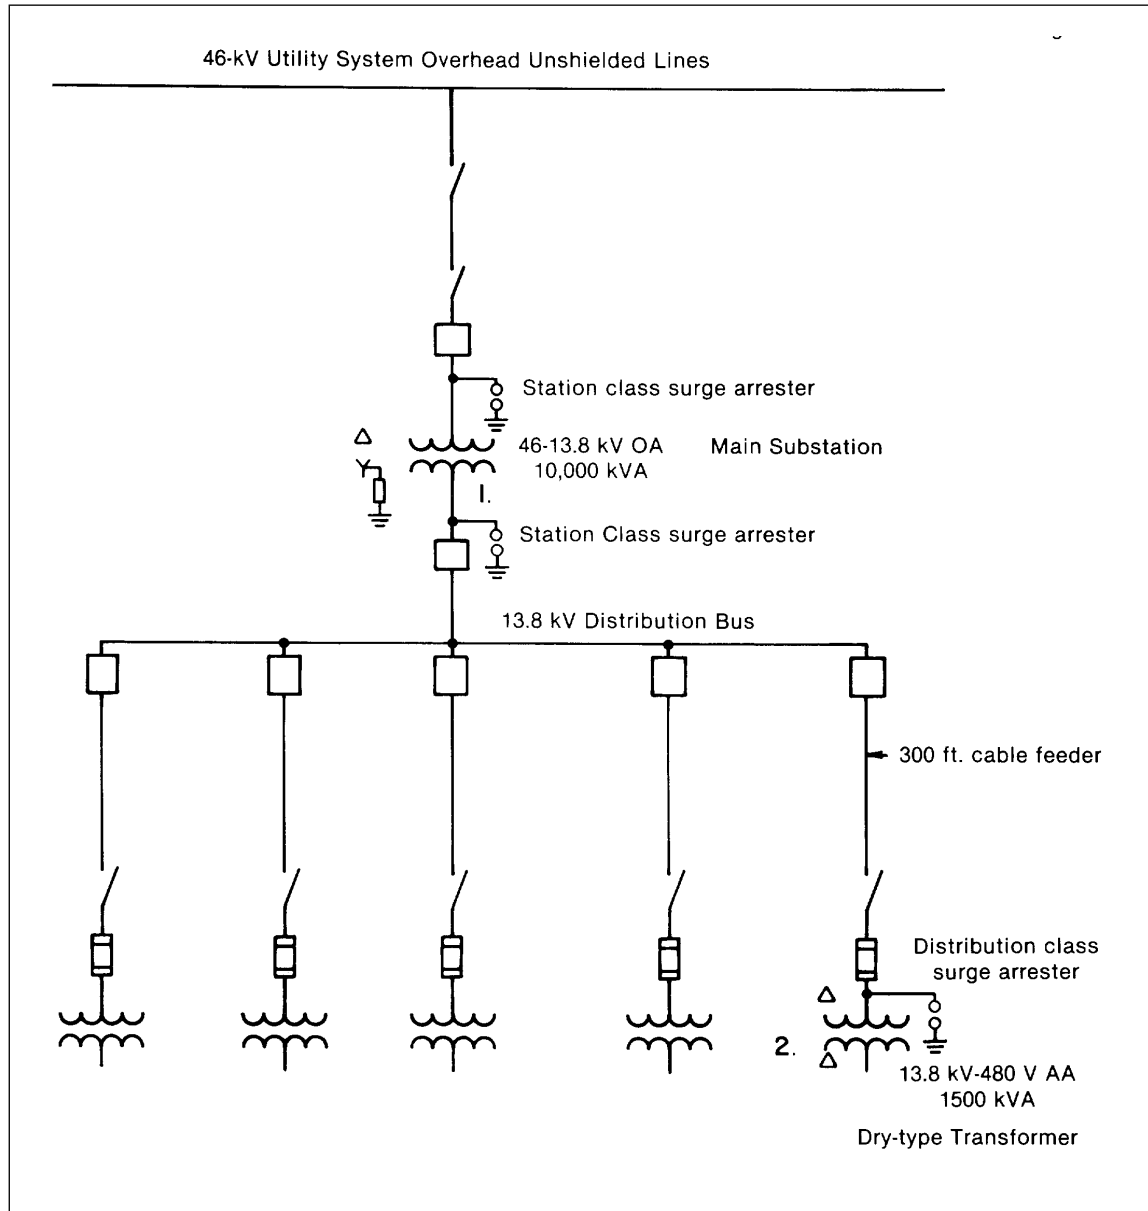 46-kV Utility System Overhead Unshielded Lines
Station class surge arrester
46-13.8 kV OA Main Substation
10,000 kVA
Δ
Y
1.
Station Class surge arrester
13.8 kV Distribution Bus
300 ft. cable feeder
Distribution class
surge arrester
Δ
2.
Δ
13.8 kV-480 V AA
1500 kVA
Dry-type Transformer